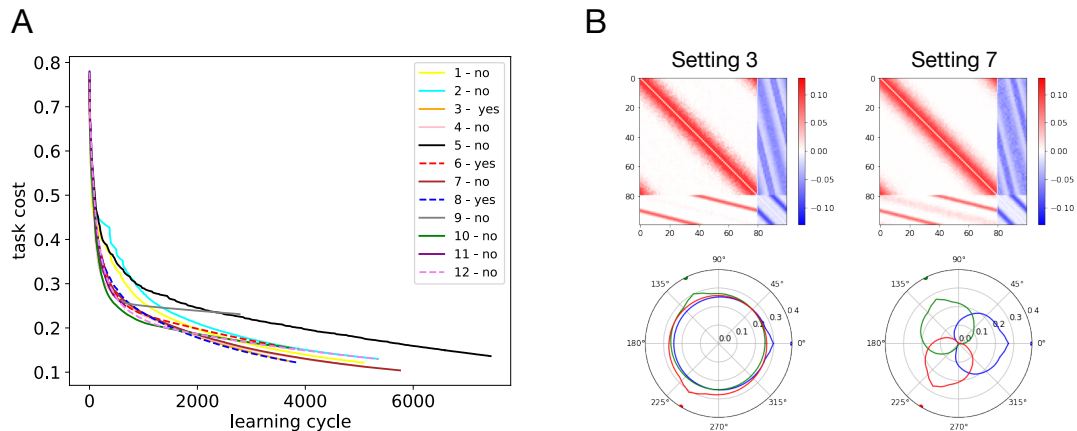 A
0.8
0.7
0.6
0.5
0.4
0.3
0.2
0.1
task cost
0
2000
4000
6000
learning cycle
1 - no
2 - no
3 - yes
4 - no
5 - no
6 - yes
7 - no
8 - yes
9 - no
10 - no
11 - no
12 - no
B
Setting 3
0
20
40
60
80
0 20 40 60 80
0.10
0.05
0.00
−0.05
−0.10
Setting 7
0
20
40
60
80
0 20 40 60 80
0.10
0.05
0.00
−0.05
−0.10
90°
135° 45°
180° 0.0 0.1 0.2 0.3 0.4 0°
225° 315°
270°
90°
135° 45°
180° 0.0 0.1 0.2 0.3 0.4 0°
225° 315°
270°